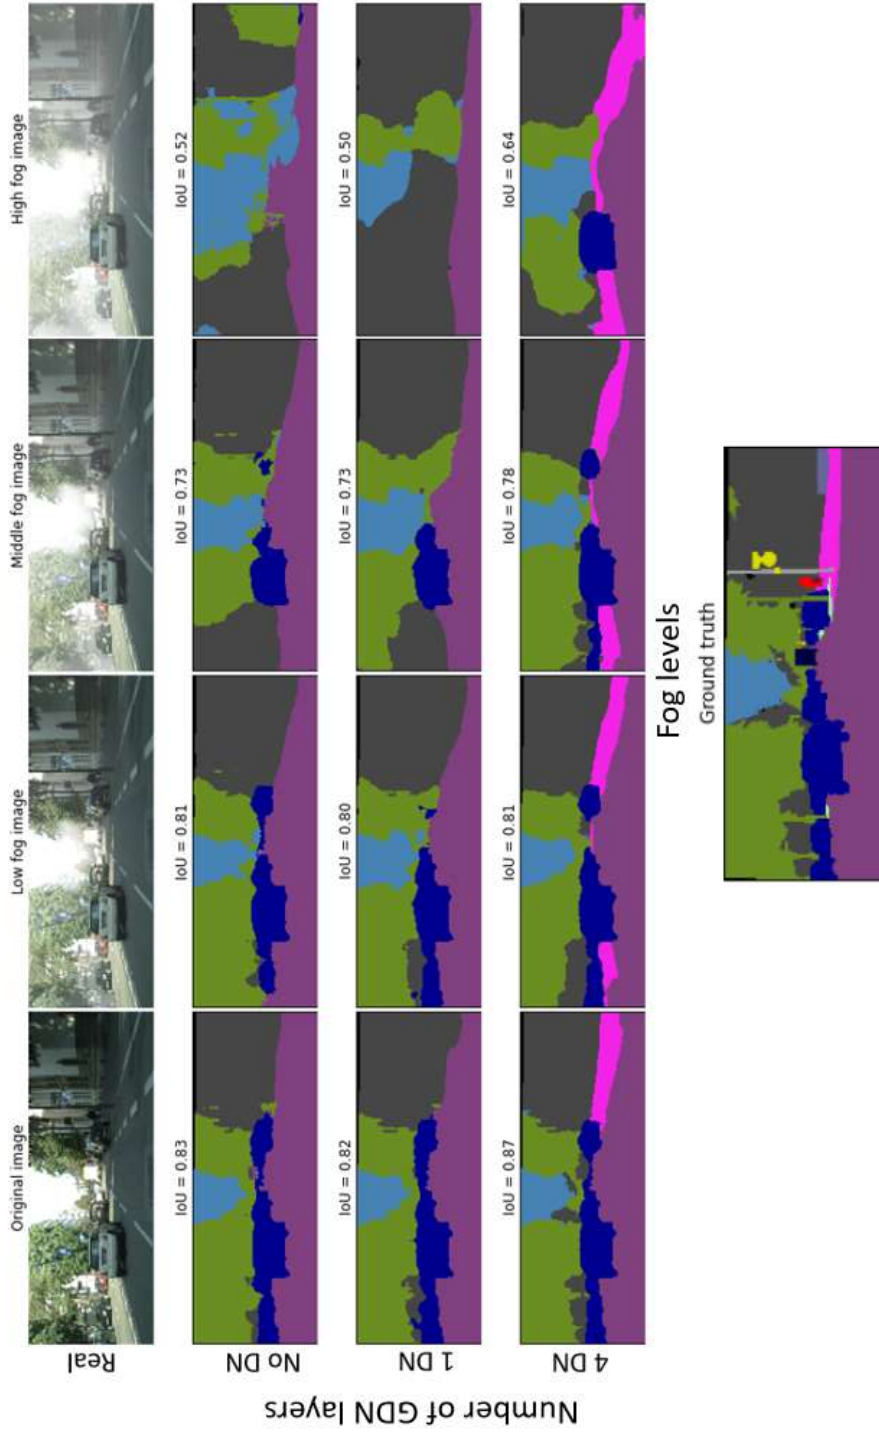 Original image Low fog image Middle fog image High fog image
Real
IoU = 0.83 IoU = 0.81 IoU = 0.73 IoU = 0.52
No DN
IoU = 0.82 IoU = 0.80 IoU = 0.73 IoU = 0.50
1 DN
IoU = 0.87 IoU = 0.81 IoU = 0.78 IoU = 0.64
4 DN
Number of GDN layers
Fog levels
Ground truth